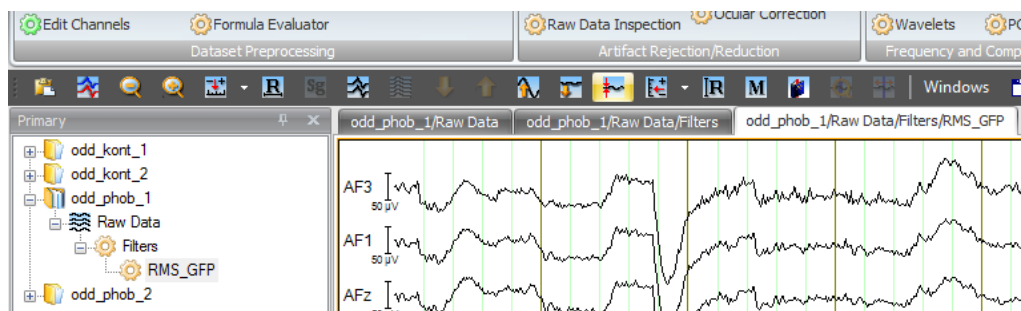 Edit Channels Formula Evaluator Raw Data Inspection Ocular Correction Wavelets PC
Dataset Preprocessing Artifact Rejection/Reduction Frequency and Comp
R Sg R M Windows
Primary odd_phob_1/Raw Data odd_phob_1/Raw Data/Filters odd_phob_1/Raw Data/Filters/RMS_GFP
odd_kont_1
odd_kont_2
odd_phob_1
Raw Data
Filters
RMS_GFP
odd_phob_2
AF3
50 µV
AF1
50 µV
AFz